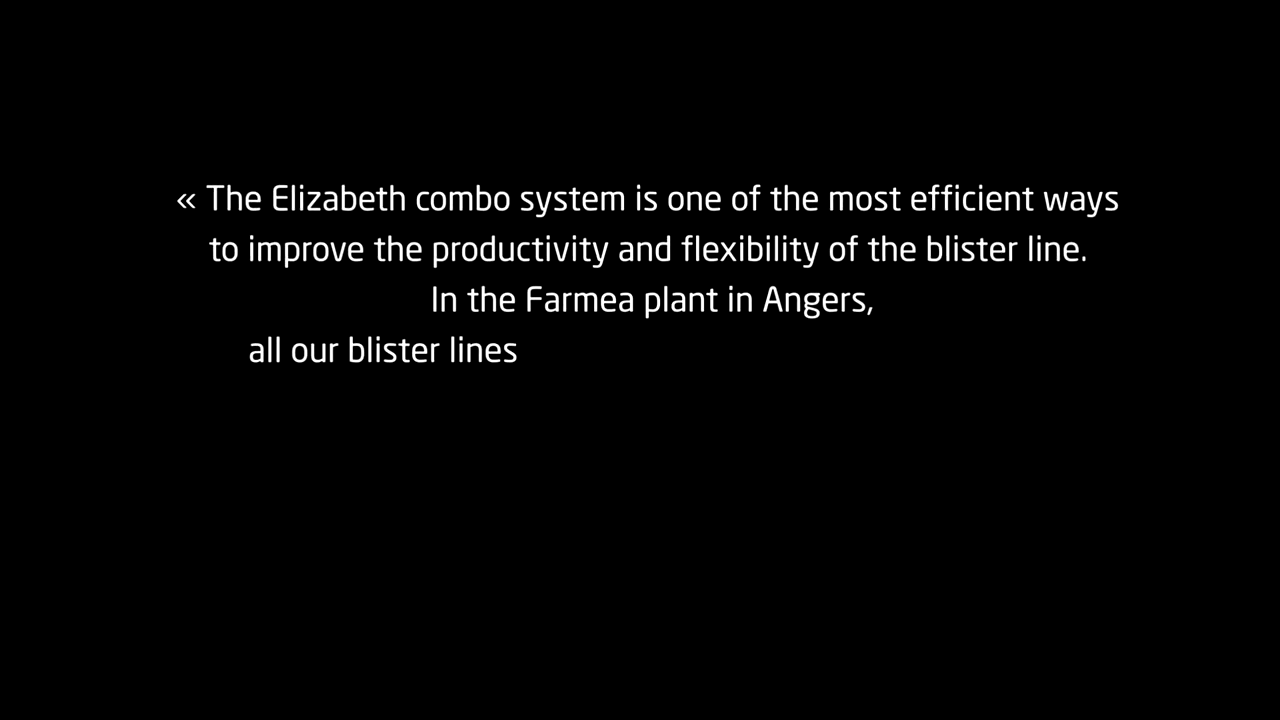 « The Elizabeth combo system is one of the most efficient ways
to improve the productivity and flexibility of the blister line.
In the Farmea plant in Angers,
all our blister lines